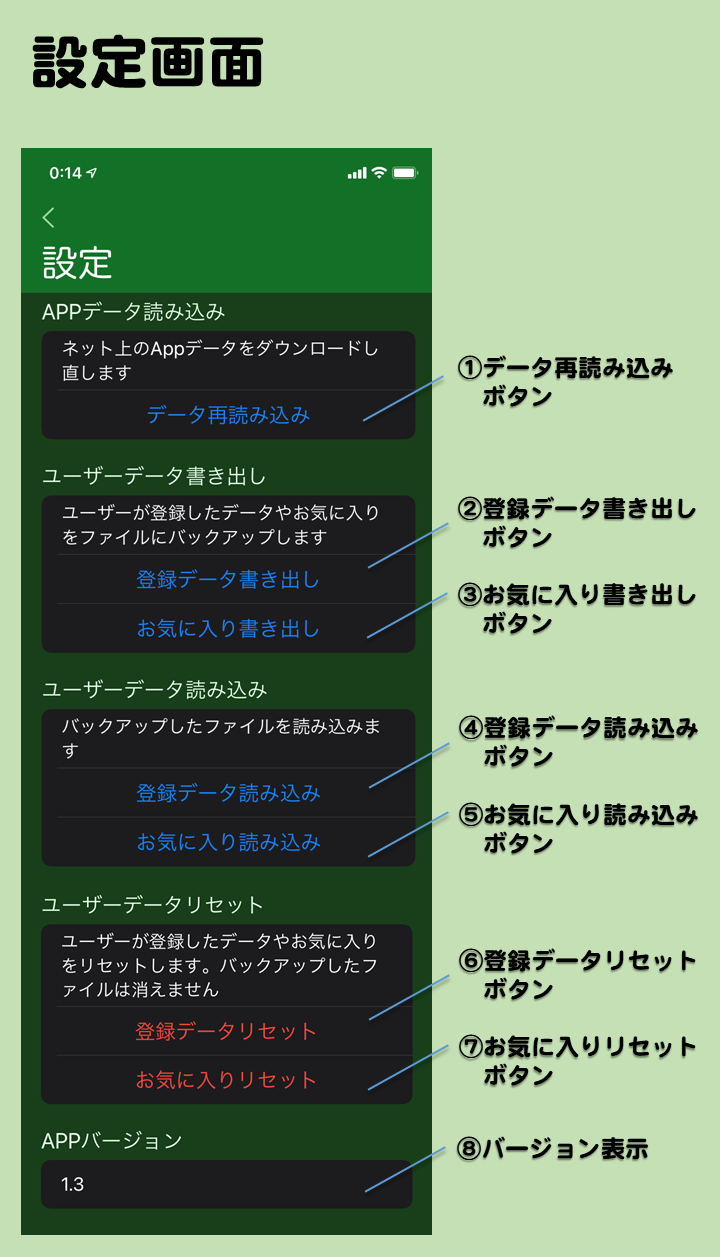 設定画面
0:14
設定
APPデータ読み込み
ネット上のAppデータをダウンロードし
直します
データ再読み込み
①データ再読み込み
ボタン
ユーザーデータ書き出し
ユーザーが登録したデータやお気に入り
をファイルにバックアップします
登録データ書き出し
お気に入り書き出し
②登録データ書き出し
ボタン
③お気に入り書き出し
ボタン
ユーザーデータ読み込み
バックアップしたファイルを読み込みま
す
登録データ読み込み
お気に入り読み込み
④登録データ読み込み
ボタン
⑤お気に入り読み込み
ボタン
ユーザーデータリセット
ユーザーが登録したデータやお気に入り
をリセットします。バックアップしたフ
ァイルは消えません
登録データリセット
お気に入りリセット
⑥登録データリセット
ボタン
⑦お気に入りリセット
ボタン
APPバージョン
1.3
⑧バージョン表示